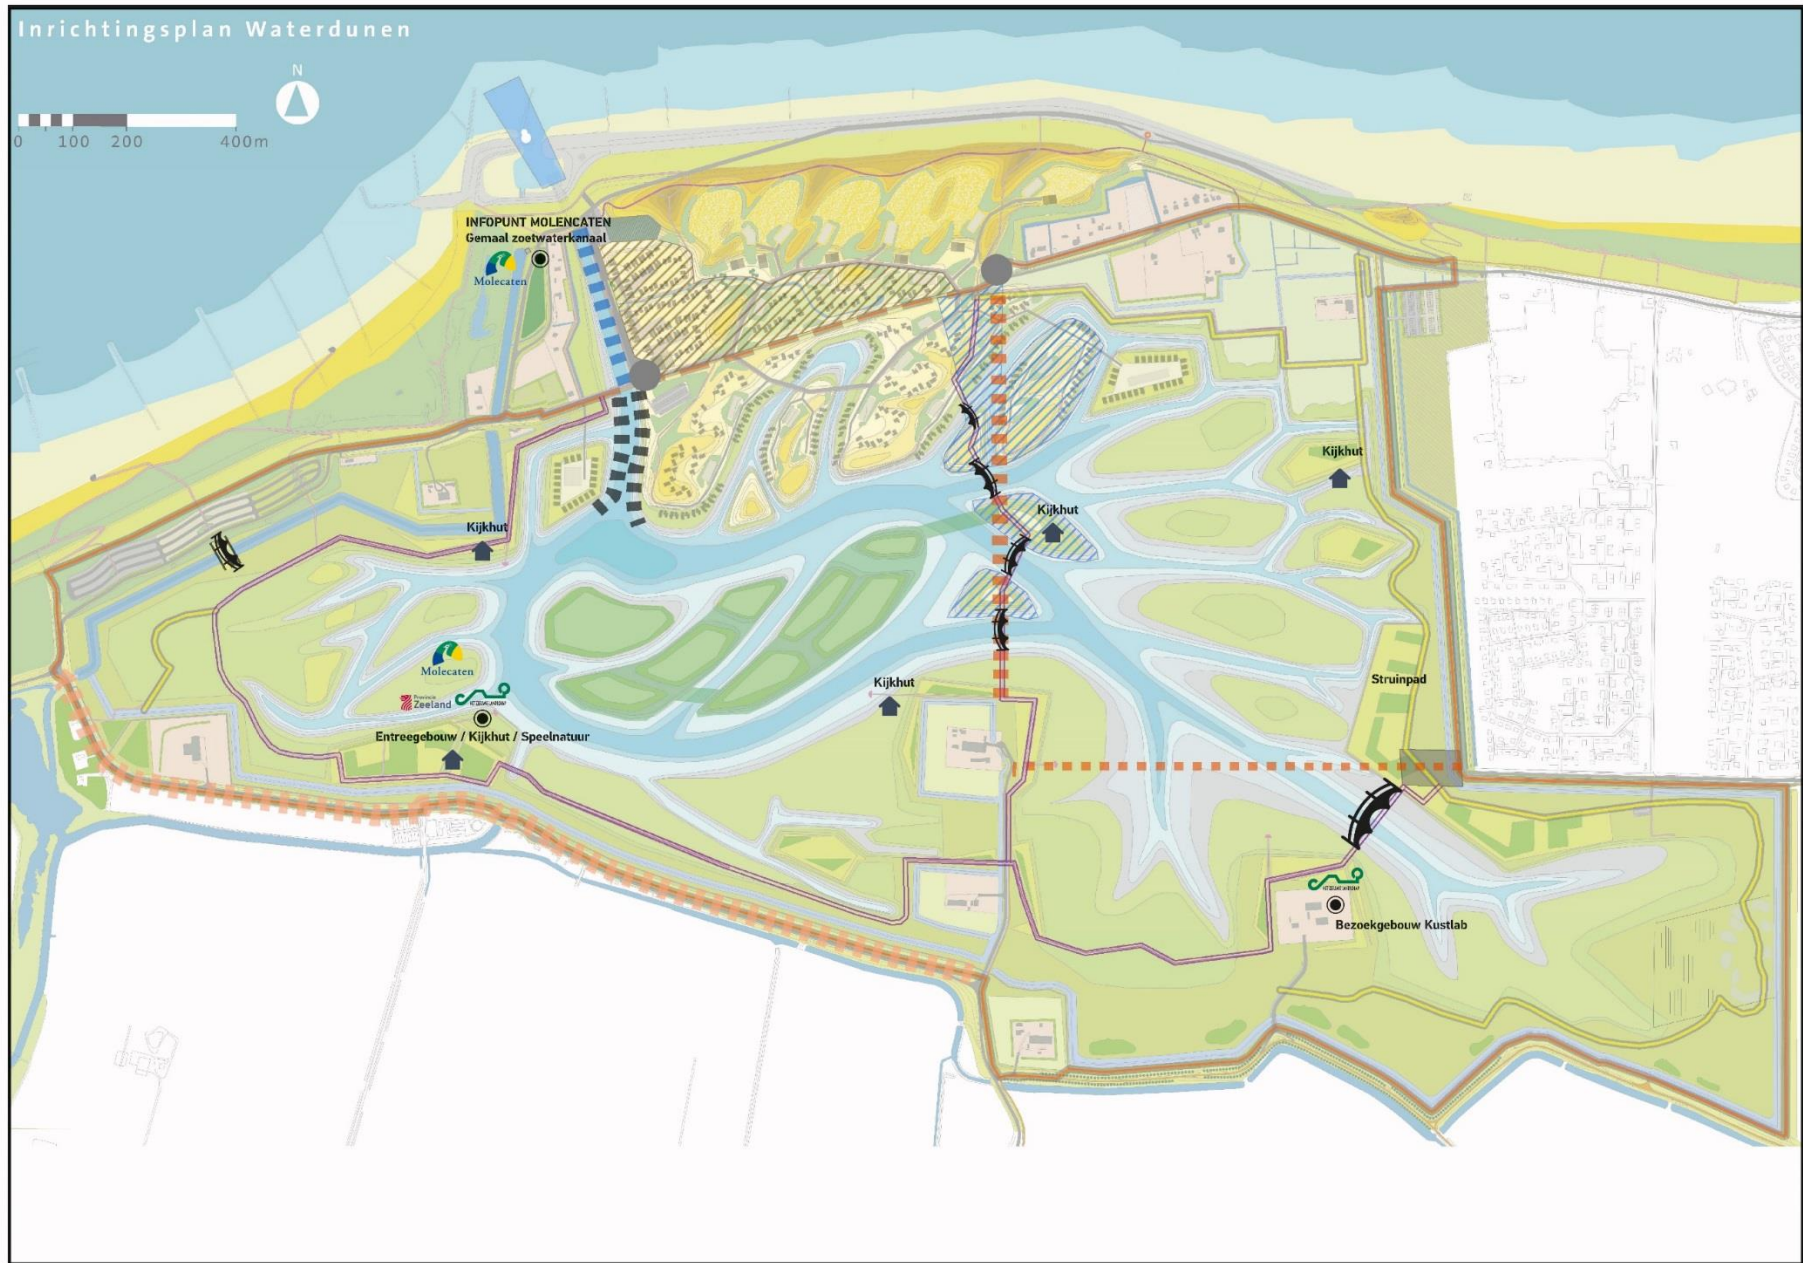 Inrichtingsplan Waterdunen
N
0 100 200 400m
INFOPUNT MOLENCATEN
Gemaal zoetwaterkanaal
Molecaten
Kijkhut
Kijkhut
Kijkhut
Molecaten
Provincie
Zeeland
Kijkhut
Struinpad
Entreegebouw / Kijkhut / Speelnatuur
Bezoekgebouw Kustlab